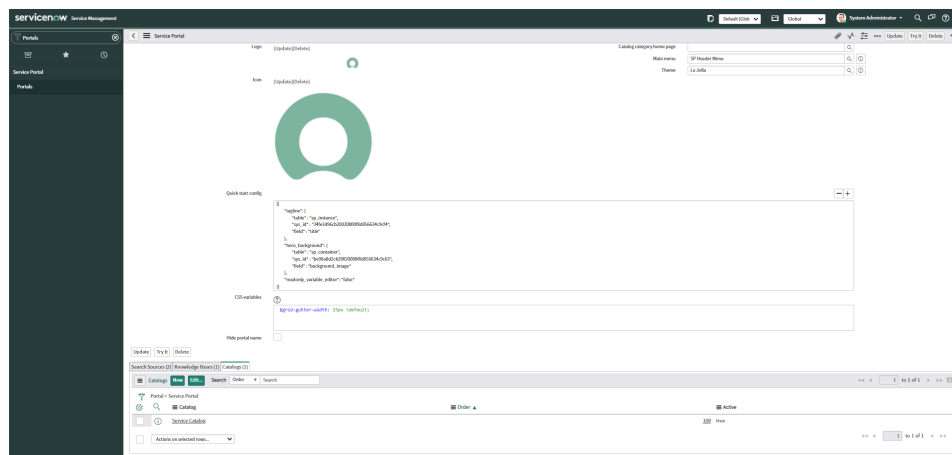 servicenow Service Management
Default (Glob
Global
System Administrator
Portals
Service Portal
Update Try It Delete
Service Portal
Portals
Logo [Update][Delete]
Catalog category home page
Main menu SP Header Menu
Theme La Jolla
Icon [Update][Delete]
Quick start config
"tagline": {
"table": "sp_instance",
"field": "title"
},
"hero_background": {
"table": "sp_container",
"field": "background_image"
},
"readonly_variable_editor": "false"
CSS variables
$grid-gutter-width: 15px !default;
Hide portal name
Update Try It Delete
Search Sources (3) Knowledge Bases (1) Catalogs (1)
Catalogs New Edit... Search Order Search
1 to 1 of 1
Portal = Service Portal
Catalog Order Active
Service Catalog 100 true
Actions on selected rows...
1 to 1 of 1